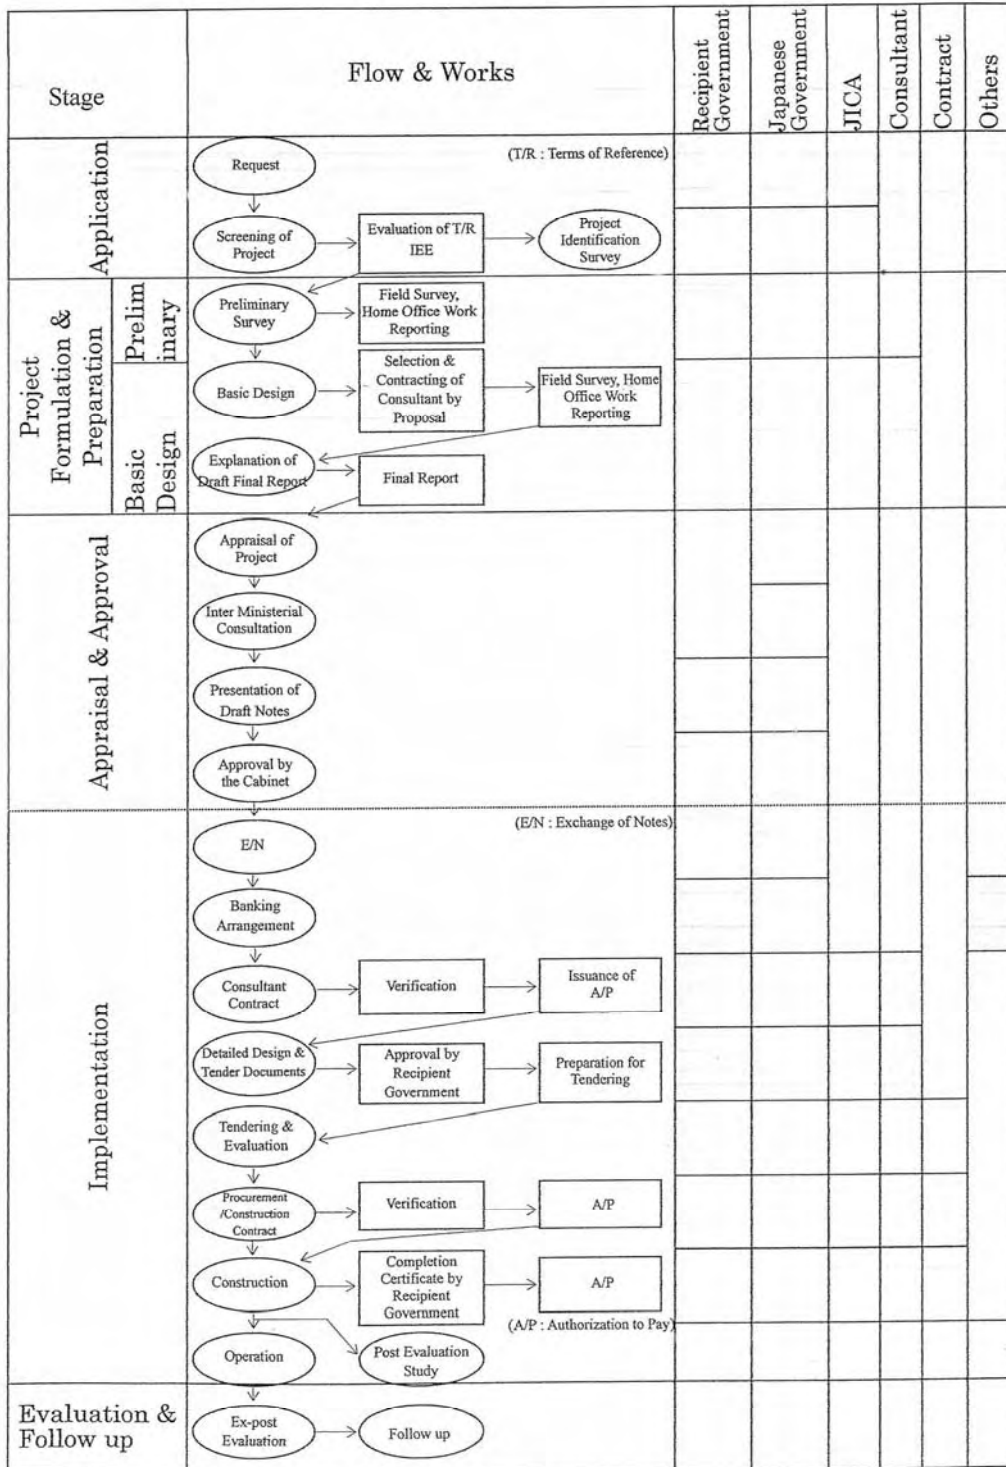 Stage
Flow & Works
Recipient
Government
Japanese
Government
JICA
Consultant
Contract
Others
Application
(T/R : Terms of Reference)
Request
Screening of
Project
Evaluation of T/R
IEE
Project
Identification
Survey
Project
Formulation &
Preparation
Prelim
inary
Preliminary
Survey
Field Survey,
Home Office Work
Reporting
Basic
Design
Basic Design
Selection &
Contracting of
Consultant by
Proposal
Field Survey, Home
Office Work
Reporting
Explanation of
Draft Final Report
Final Report
Appraisal & Approval
Appraisal of
Project
Inter Ministerial
Consultation
Presentation of
Draft Notes
Approval by
the Cabinet
Implementation
(E/N : Exchange of Notes)
E/N
Banking
Arrangement
Consultant
Contract
Verification
Issuance of
A/P
Detailed Design &
Tender Documents
Approval by
Recipient
Government
Preparation for
Tendering
Tendering &
Evaluation
Procurement
/Construction
Contract
Verification
A/P
Construction
Completion
Certificate by
Recipient
Government
A/P
(A/P : Authorization to Pay)
Operation
Post Evaluation
Study
Evaluation &
Follow up
Ex-post
Evaluation
Follow up